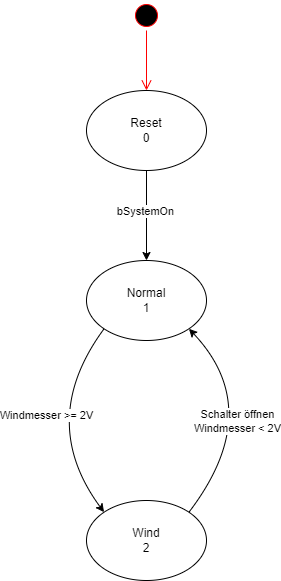 Reset
0
bSystemOn
Normal
1
Windmesser >= 2V
Schalter öffnen
Windmesser < 2V
Wind
2